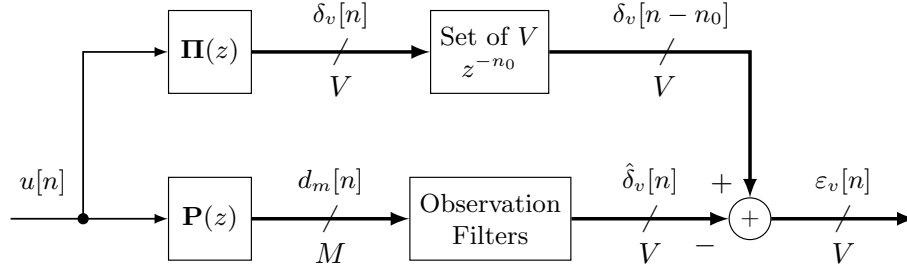 δ_v[n]
δ_v[n − n_0]
Π(z)
Set of V
z^{−n_0}
V
V
u[n]
d_m[n]
δ̂_v[n]
+
ε_v[n]
P(z)
Observation
Filters
+
−
M
V
V